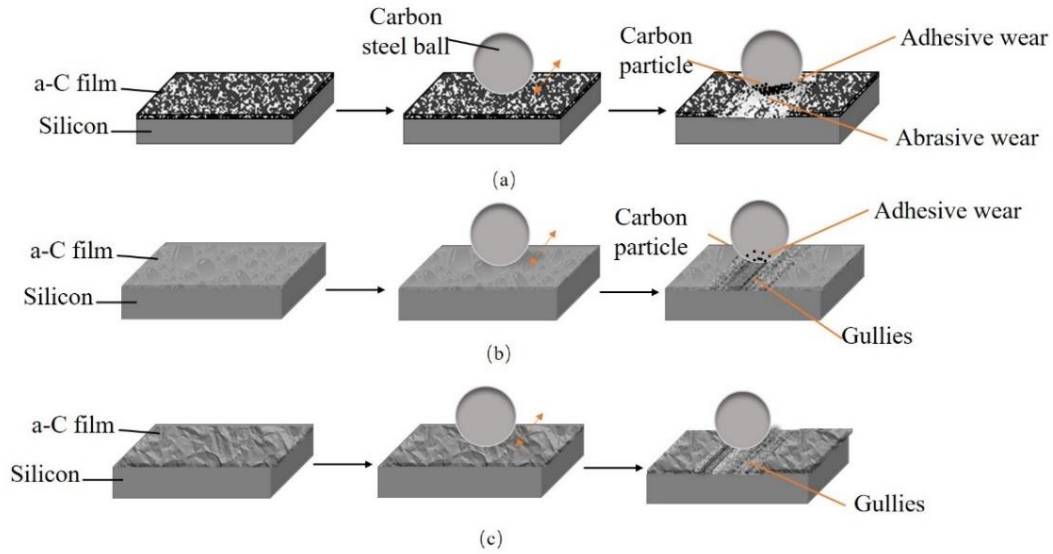 Carbon
steel ball
Carbon
particle
Adhesive wear
a-C film
Silicon
Abrasive wear
(a)
Carbon
particle
Adhesive wear
a-C film
Silicon
Gullies
(b)
a-C film
Silicon
Gullies
(c)